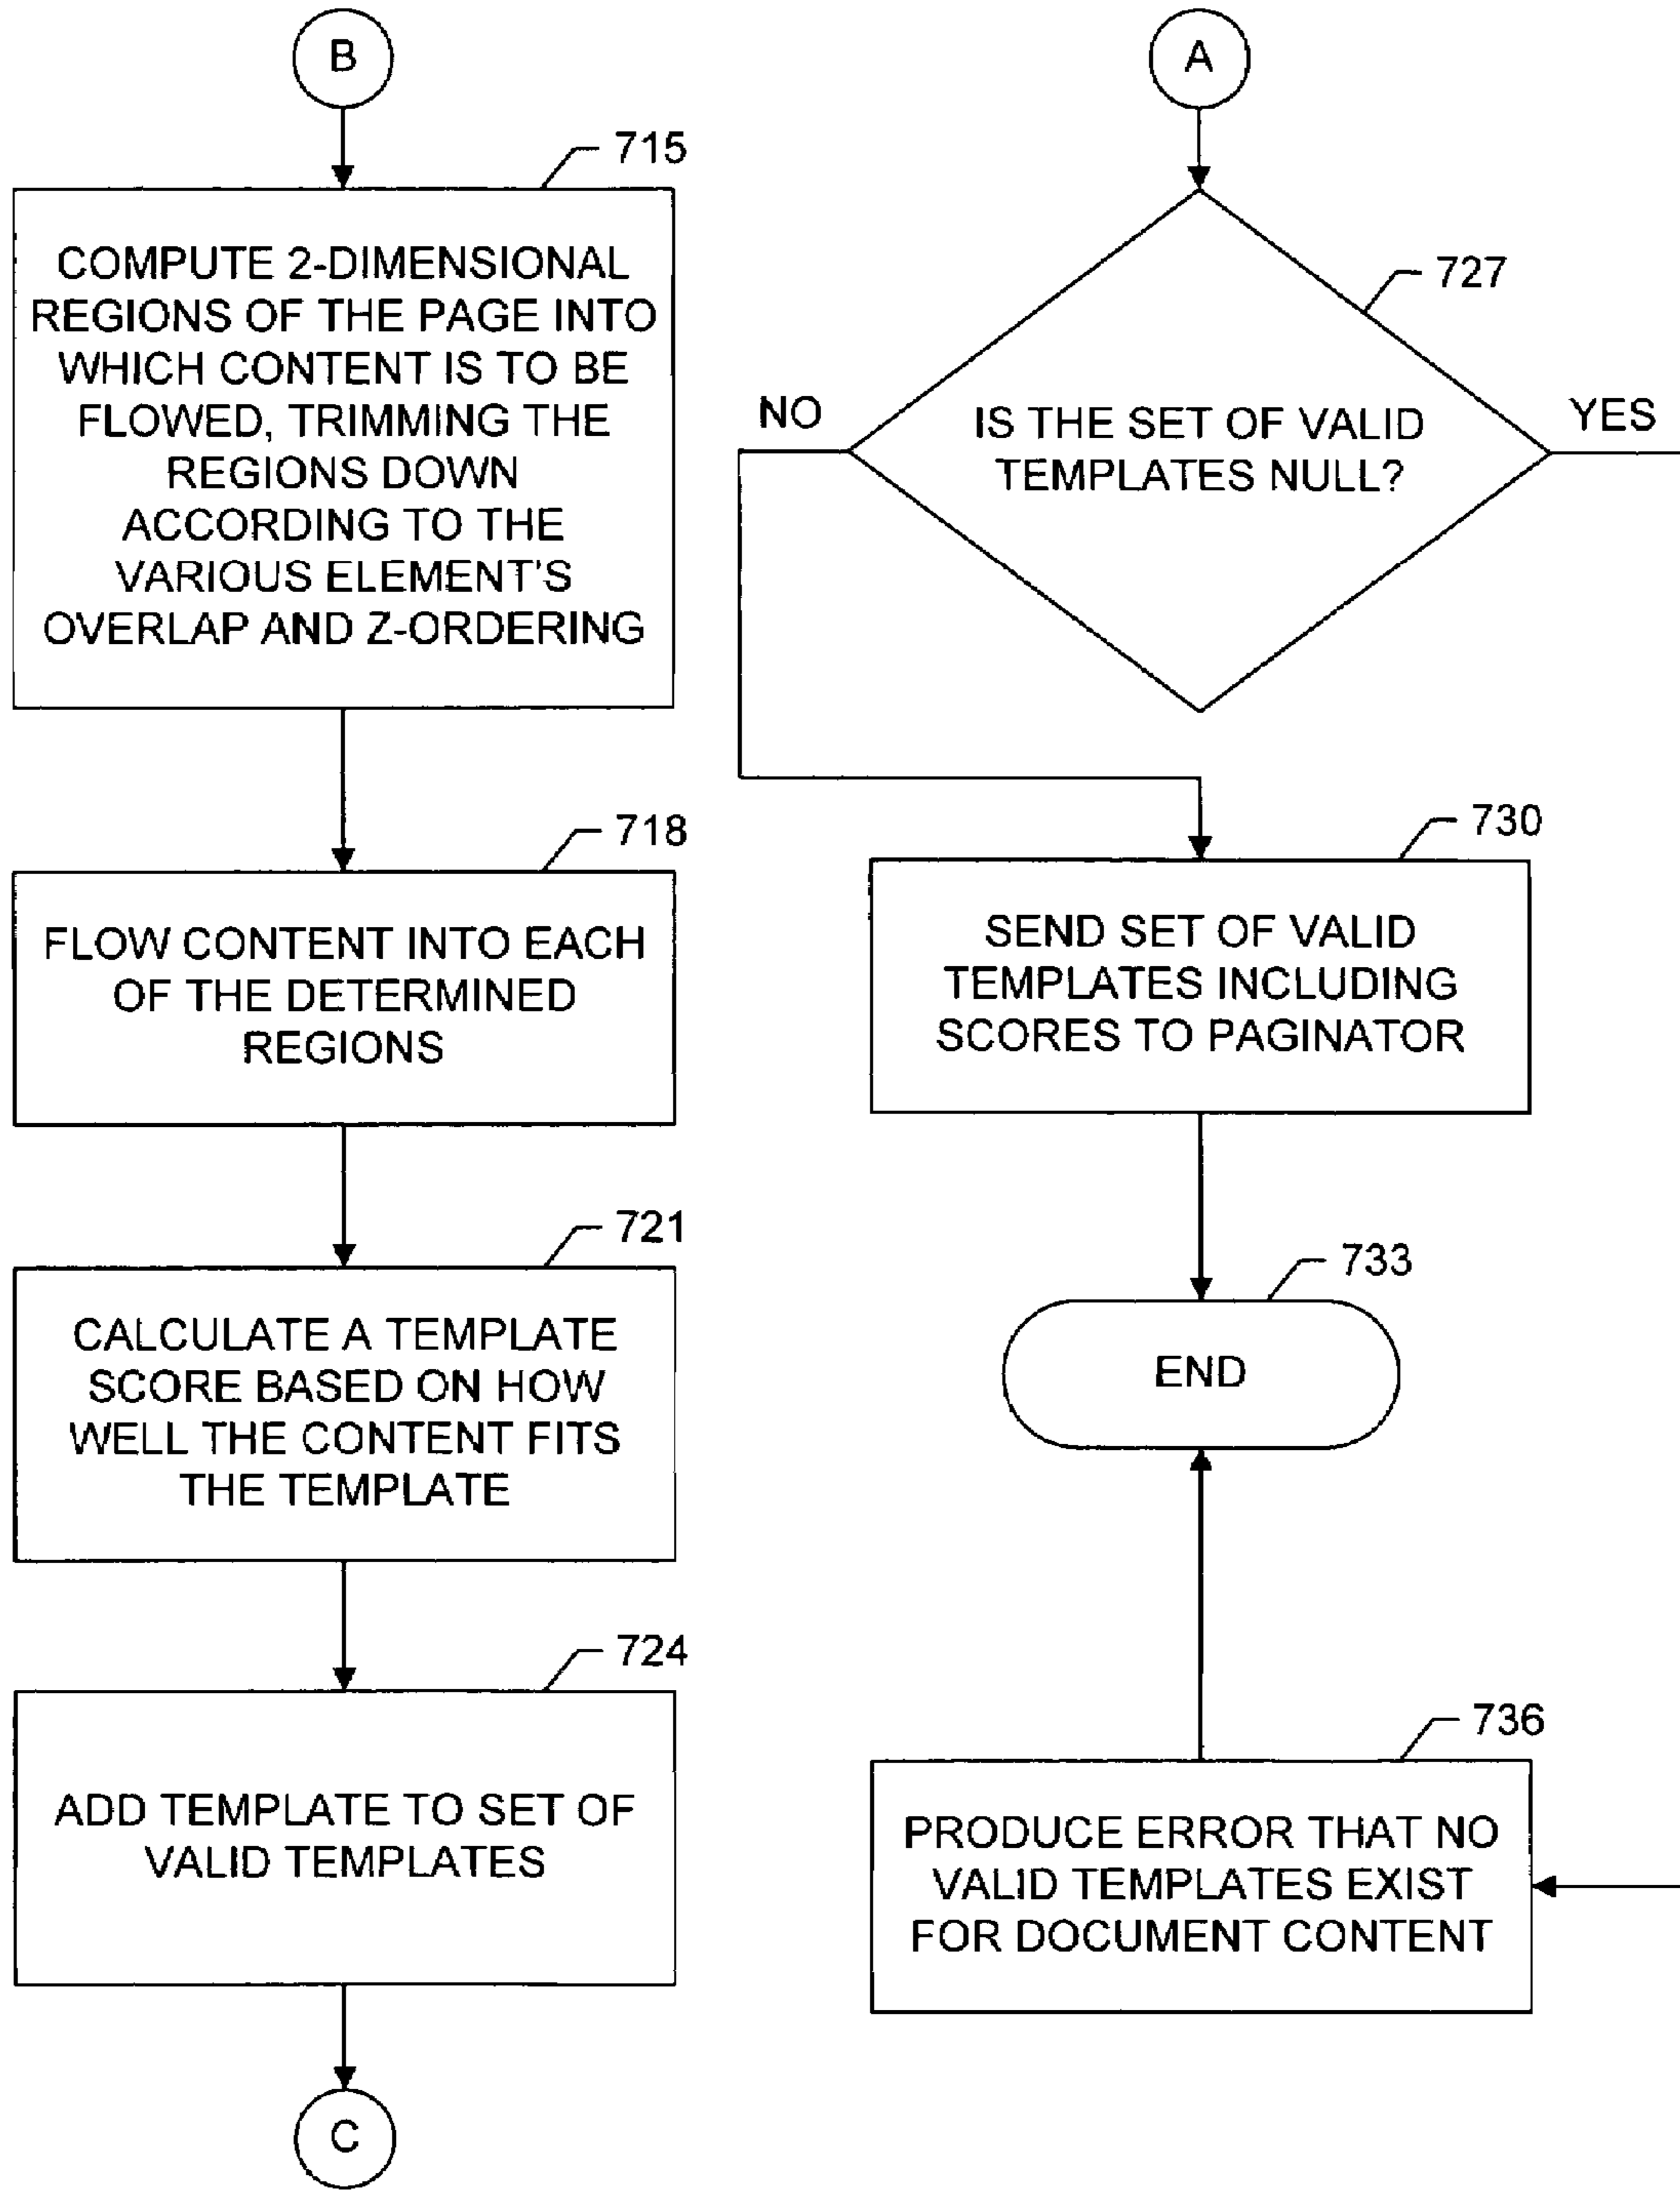 B
715
COMPUTE 2-DIMENSIONAL
REGIONS OF THE PAGE INTO
WHICH CONTENT IS TO BE
FLOWED, TRIMMING THE
REGIONS DOWN
ACCORDING TO THE
VARIOUS ELEMENT'S
OVERLAP AND Z-ORDERING
718
FLOW CONTENT INTO EACH
OF THE DETERMINED
REGIONS
721
CALCULATE A TEMPLATE
SCORE BASED ON HOW
WELL THE CONTENT FITS
THE TEMPLATE
724
ADD TEMPLATE TO SET OF
VALID TEMPLATES
C
A
727
NO
IS THE SET OF VALID
TEMPLATES NULL?
YES
730
SEND SET OF VALID
TEMPLATES INCLUDING
SCORES TO PAGINATOR
733
END
736
PRODUCE ERROR THAT NO
VALID TEMPLATES EXIST
FOR DOCUMENT CONTENT